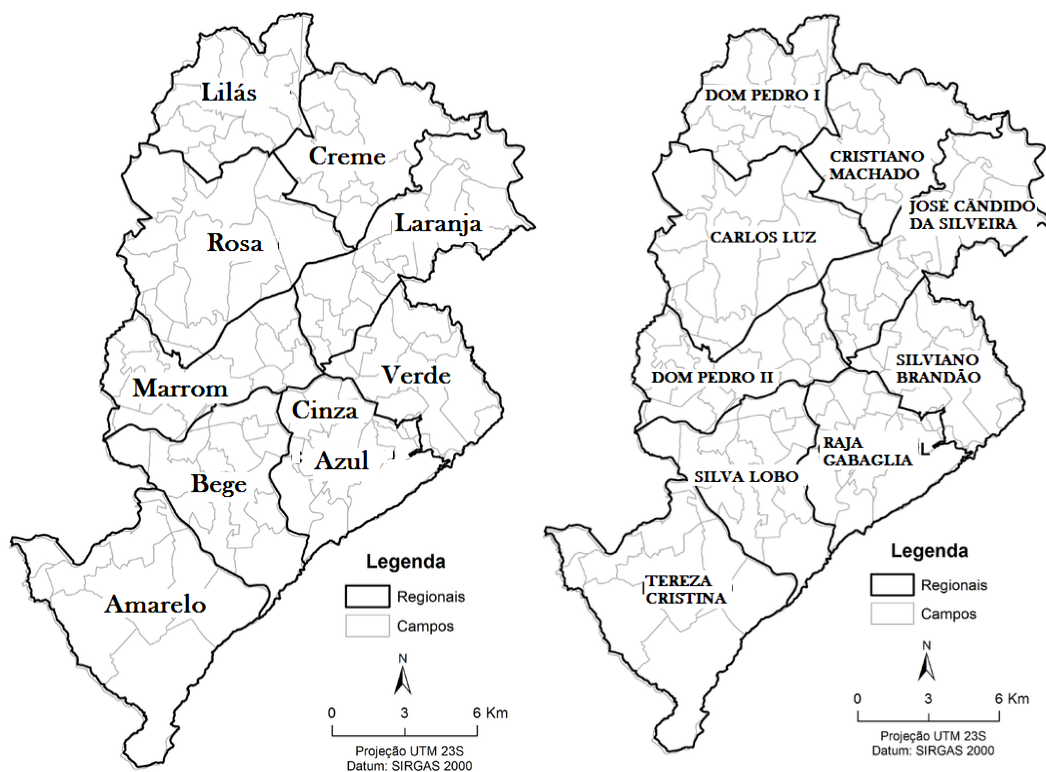 Lilás
Creme
Laranja
Rosa
Verde
Marrom
Cinza
Azul
Bege
Amarelo
Legenda
Regionais
Campos
N
0 3 6 Km
Projeção UTM 23S
Datum: SIRGAS 2000
DOM PEDRO I
CRISTIANO
MACHADO
JOSÉ CÂNDIDO
DA SILVEIRA
CARLOS LUZ
SILVIANO
BRANDÃO
DOM PEDRO II
RAJA
GABAGLIA
L
SILVA LOBO
TEREZA
CRISTINA
Legenda
Regionais
Campos
N
0 3 6 Km
Projeção UTM 23S
Datum: SIRGAS 2000